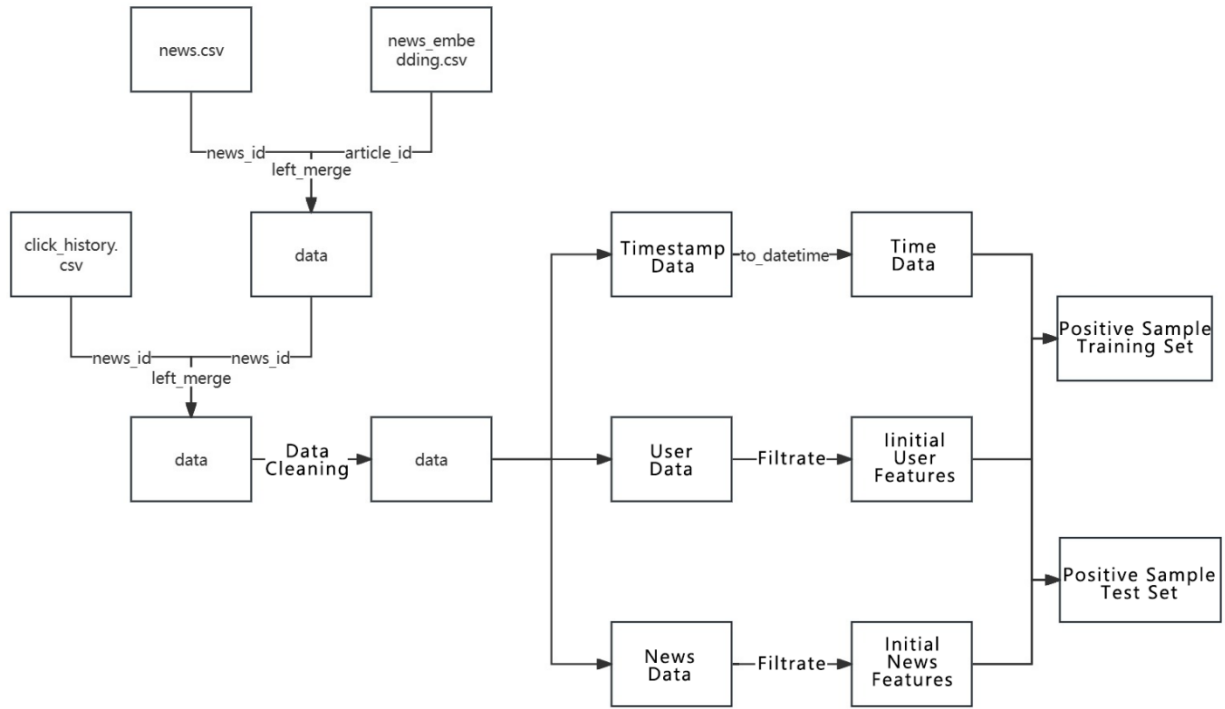 news.csv
news_embe
dding.csv
news_id
article_id
left_merge
click_history.
csv
data
Timestamp
Data
to_datetime
Time
Data
Positive Sample
Training Set
news_id
news_id
left_merge
data
Data
Cleaning
data
User
Data
Filtrate
Iinitial
User
Features
Positive Sample
Test Set
News
Data
Filtrate
Initial
News
Features